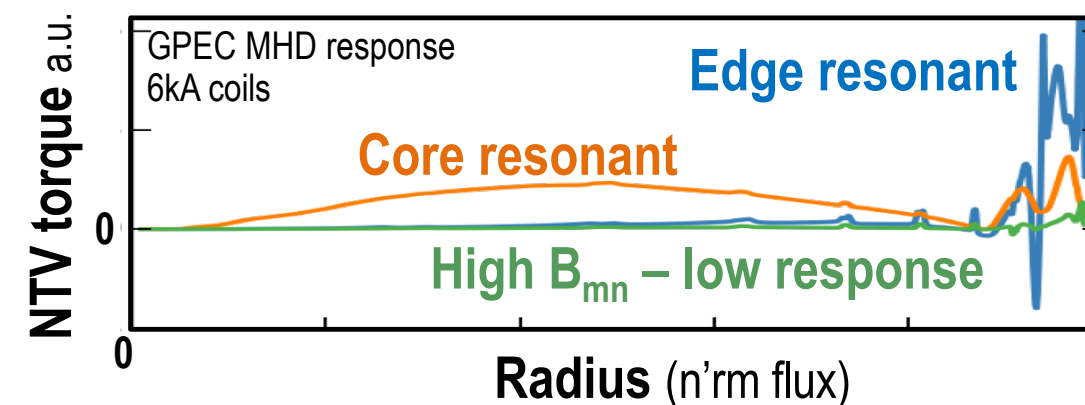 GPEC MHD response
6kA coils
Edge resonant
Core resonant
High Bmn – low response
NTV torque a.u.
0
0
Radius (n'rm flux)